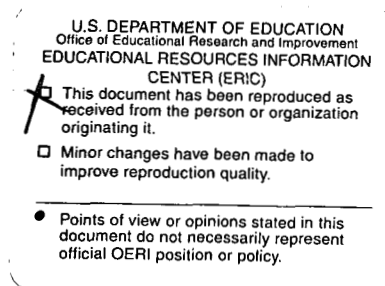 U.S. DEPARTMENT OF EDUCATION
Office of Educational Research and Improvement
EDUCATIONAL RESOURCES INFORMATION
CENTER (ERIC)
☐ This document has been reproduced as
received from the person or organization
originating it.
☐ Minor changes have been made to
improve reproduction quality.
● Points of view or opinions stated in this
document do not necessarily represent
official OERI position or policy.